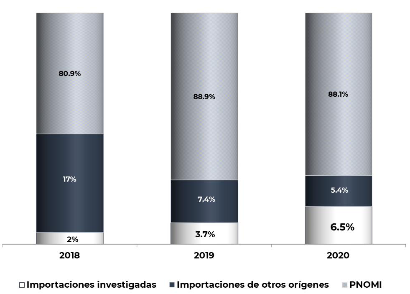 80.9% 88.9% 88.1%
17% 7.4% 5.4%
2% 3.7% 6.5%
2018 2019 2020
Importaciones investigadas Importaciones de otros orígenes PNOMI